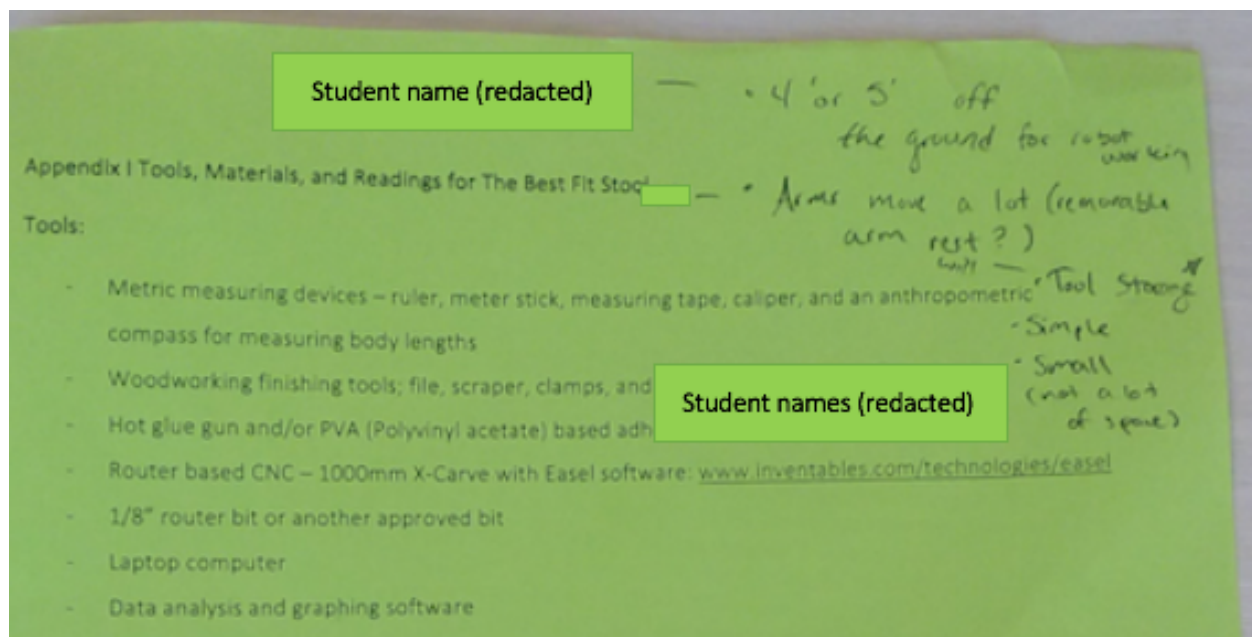 Student name (redacted)
— • 4' or 5' off
the ground for robot
working
Appendix I Tools, Materials, and Readings for The Best Fit Stool
— • Arms move a lot (removable
arm rest?)
Tools:
— • Tool Storage *
- Metric measuring devices – ruler, meter stick, measuring tape, caliper, and an anthropometric
compass for measuring body lengths
• Simple
• Small
(not a lot
of space)
- Woodworking finishing tools; file, scraper, clamps, and
Student names (redacted)
- Hot glue gun and/or PVA (Polyvinyl acetate) based adh
- Router based CNC – 1000mm X-Carve with Easel software: www.inventables.com/technologies/easel
- 1/8" router bit or another approved bit
- Laptop computer
- Data analysis and graphing software